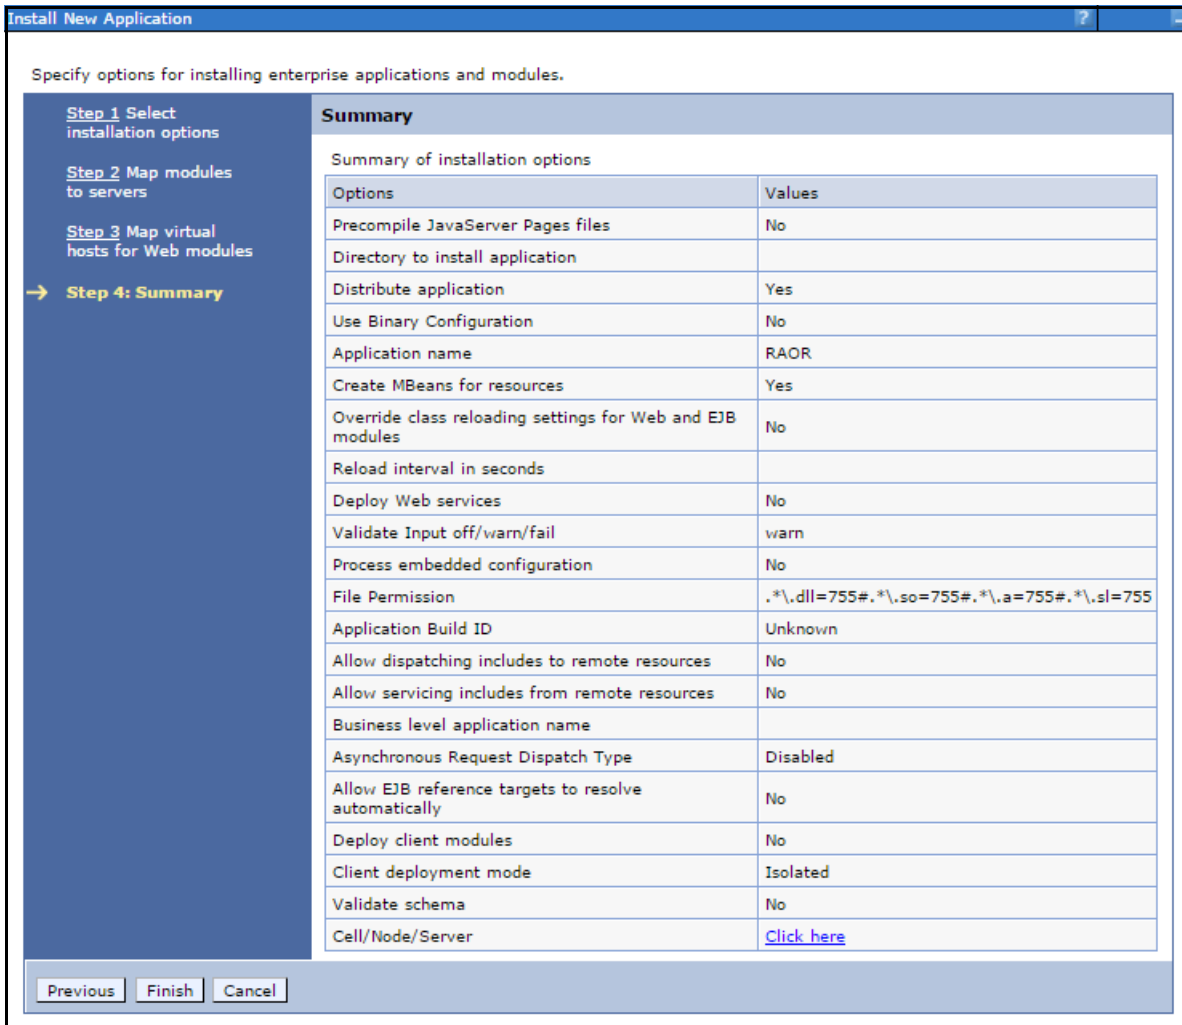 Install New Application ? –
Specify options for installing enterprise applications and modules.
Step 1 Select
installation options
Step 2 Map modules
to servers
Step 3 Map virtual
hosts for Web modules
Step 4: Summary
Summary
Summary of installation options
Options Values
Precompile JavaServer Pages files No
Directory to install application
Distribute application Yes
Use Binary Configuration No
Application name RAOR
Create MBeans for resources Yes
Override class reloading settings for Web and EJB
modules No
Reload interval in seconds
Deploy Web services No
Validate Input off/warn/fail warn
Process embedded configuration No
File Permission .*\.dll=755#.*\.so=755#.*\.a=755#.*\.sl=755
Application Build ID Unknown
Allow dispatching includes to remote resources No
Allow servicing includes from remote resources No
Business level application name
Asynchronous Request Dispatch Type Disabled
Allow EJB reference targets to resolve
automatically No
Deploy client modules No
Client deployment mode Isolated
Validate schema No
Cell/Node/Server Click here
Previous Finish Cancel